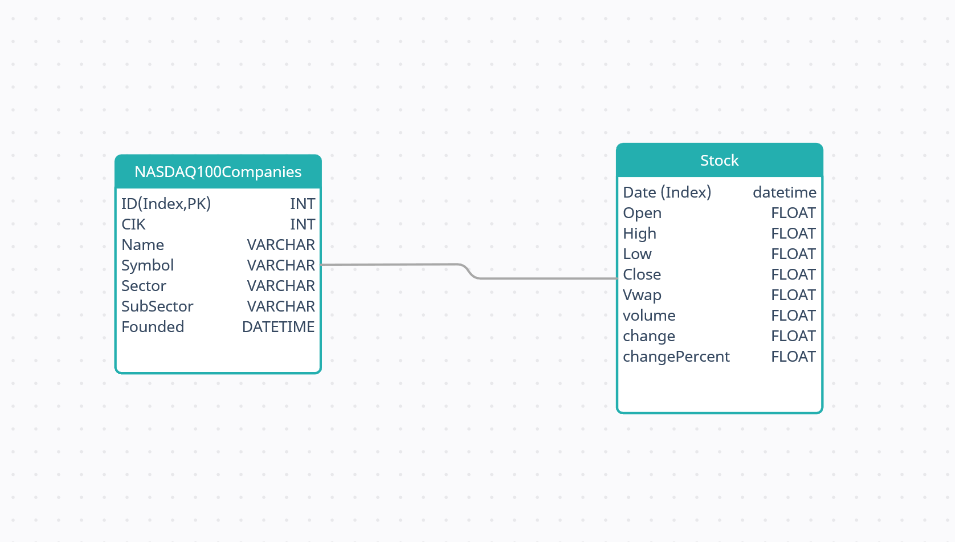 NASDAQ100Companies
ID(Index,PK) INT
CIK INT
Name VARCHAR
Symbol VARCHAR
Sector VARCHAR
SubSector VARCHAR
Founded DATETIME
Stock
Date (Index) datetime
Open FLOAT
High FLOAT
Low FLOAT
Close FLOAT
Vwap FLOAT
volume FLOAT
change FLOAT
changePercent FLOAT